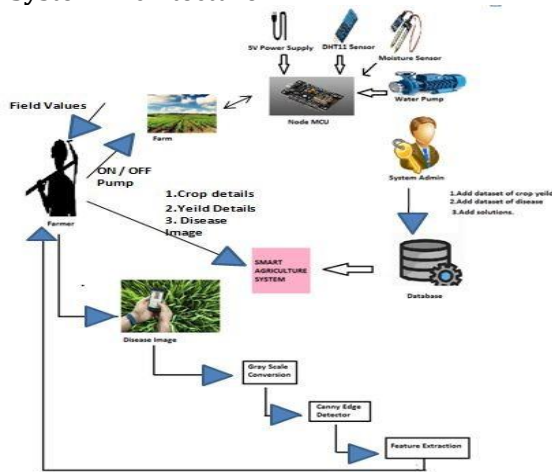 System Architecture
5V Power Supply
DHT11 Sensor
Moisture Sensor
Field Values
Farm
Node MCU
Water Pump
ON / OFF
Pump
System Admin
Farmer
1.Crop details
2.Yeild Details
3. Disease
Image
1.Add dataset of crop yeild
2.Add dataset of disease
3.Add solutions.
SMART
AGRICULTURE
SYSTEM
Database
Disease Image
Gray Scale
Conversion
Canny Edge
Detector
Feature Extraction